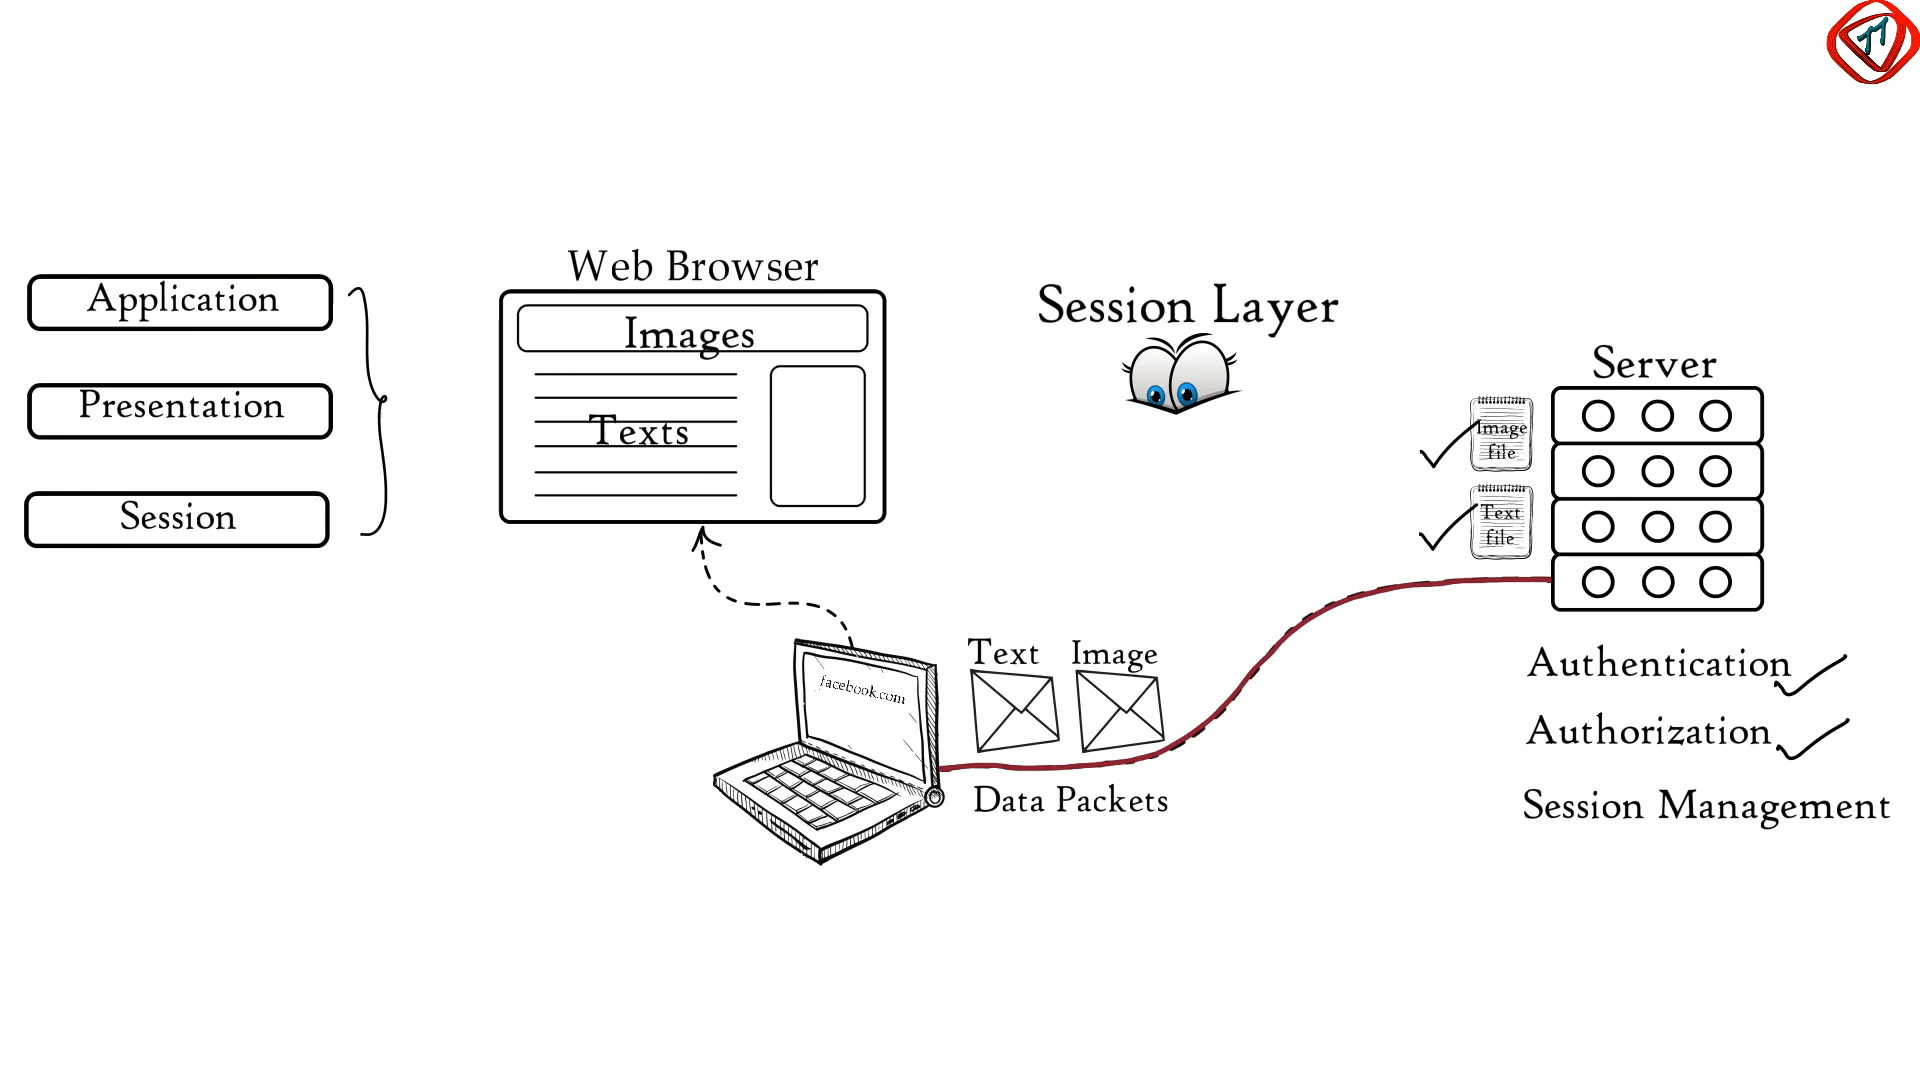 Application
Presentation
Session
Web Browser
Images
Texts
Session Layer
Server
Image
file
Text
file
facebook.com
Text
Image
Data Packets
Authentication
Authorization
Session Management